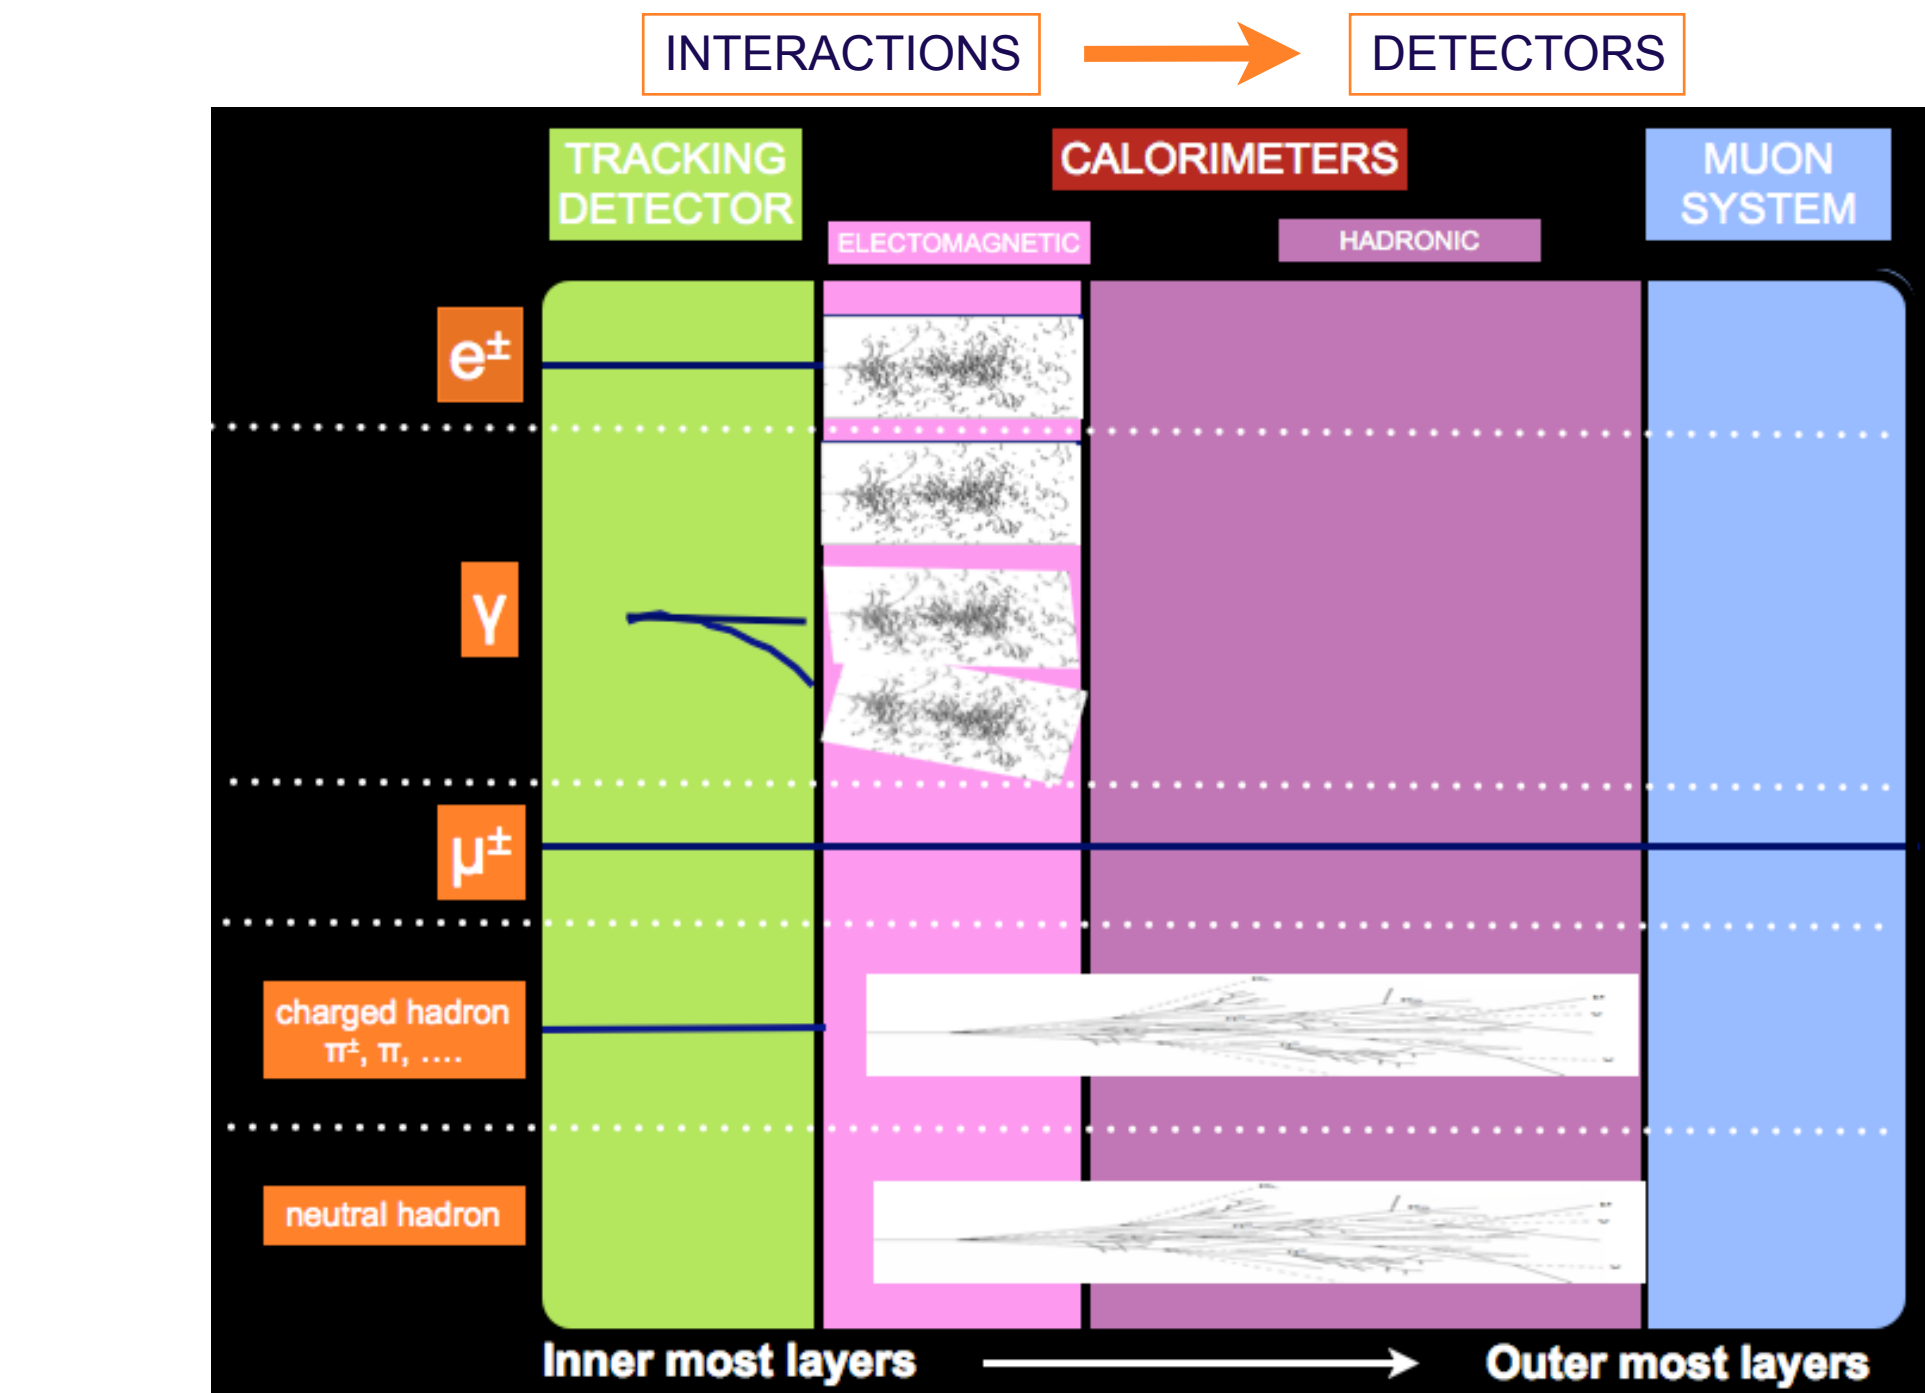 INTERACTIONS
DETECTORS
TRACKING
DETECTOR
CALORIMETERS
MUON
SYSTEM
ELECTOMAGNETIC
HADRONIC
e±
γ
μ±
charged hadron
π±, π, ....
neutral hadron
Inner most layers
Outer most layers